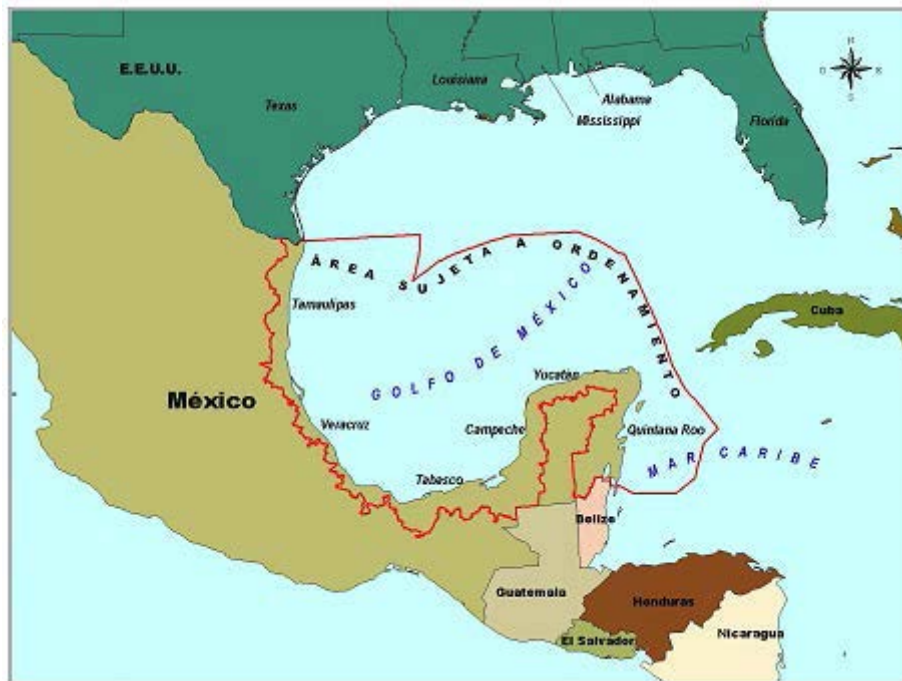 E.E.U.U.
Texas
Louisiana
Alabama
Mississippi
Florida
N
O
E
S
ÁREA SUJETA A ORDENAMIENTO
Tamaulipas
GOLFO DE MÉXICO
Cuba
México
Veracruz
Yucatán
Campeche
Quintana Roo
Tabasco
MAR CARIBE
Belize
Guatemala
Honduras
El Salvador
Nicaragua